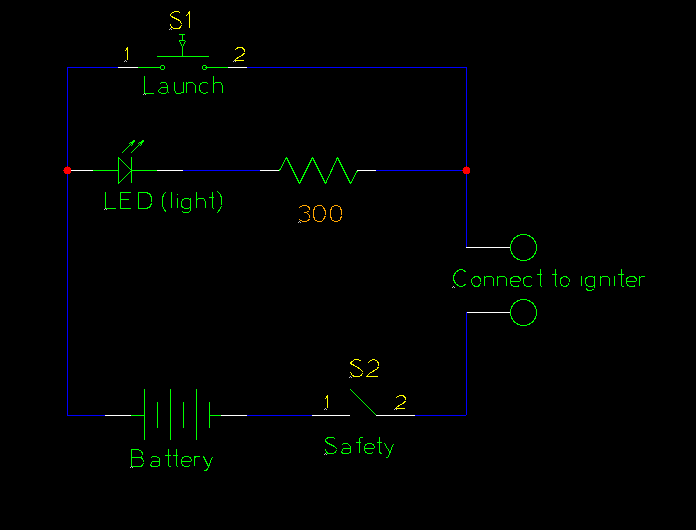 S1
1 2
Launch
LED (light)
300
Connect to igniter
S2
1 2
Safety
Battery